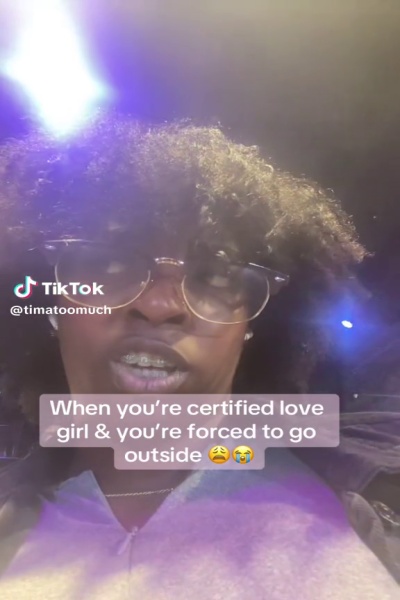 TikTok
@timatoomuch
When you're certified love
girl & you're forced to go
outside 😩😭